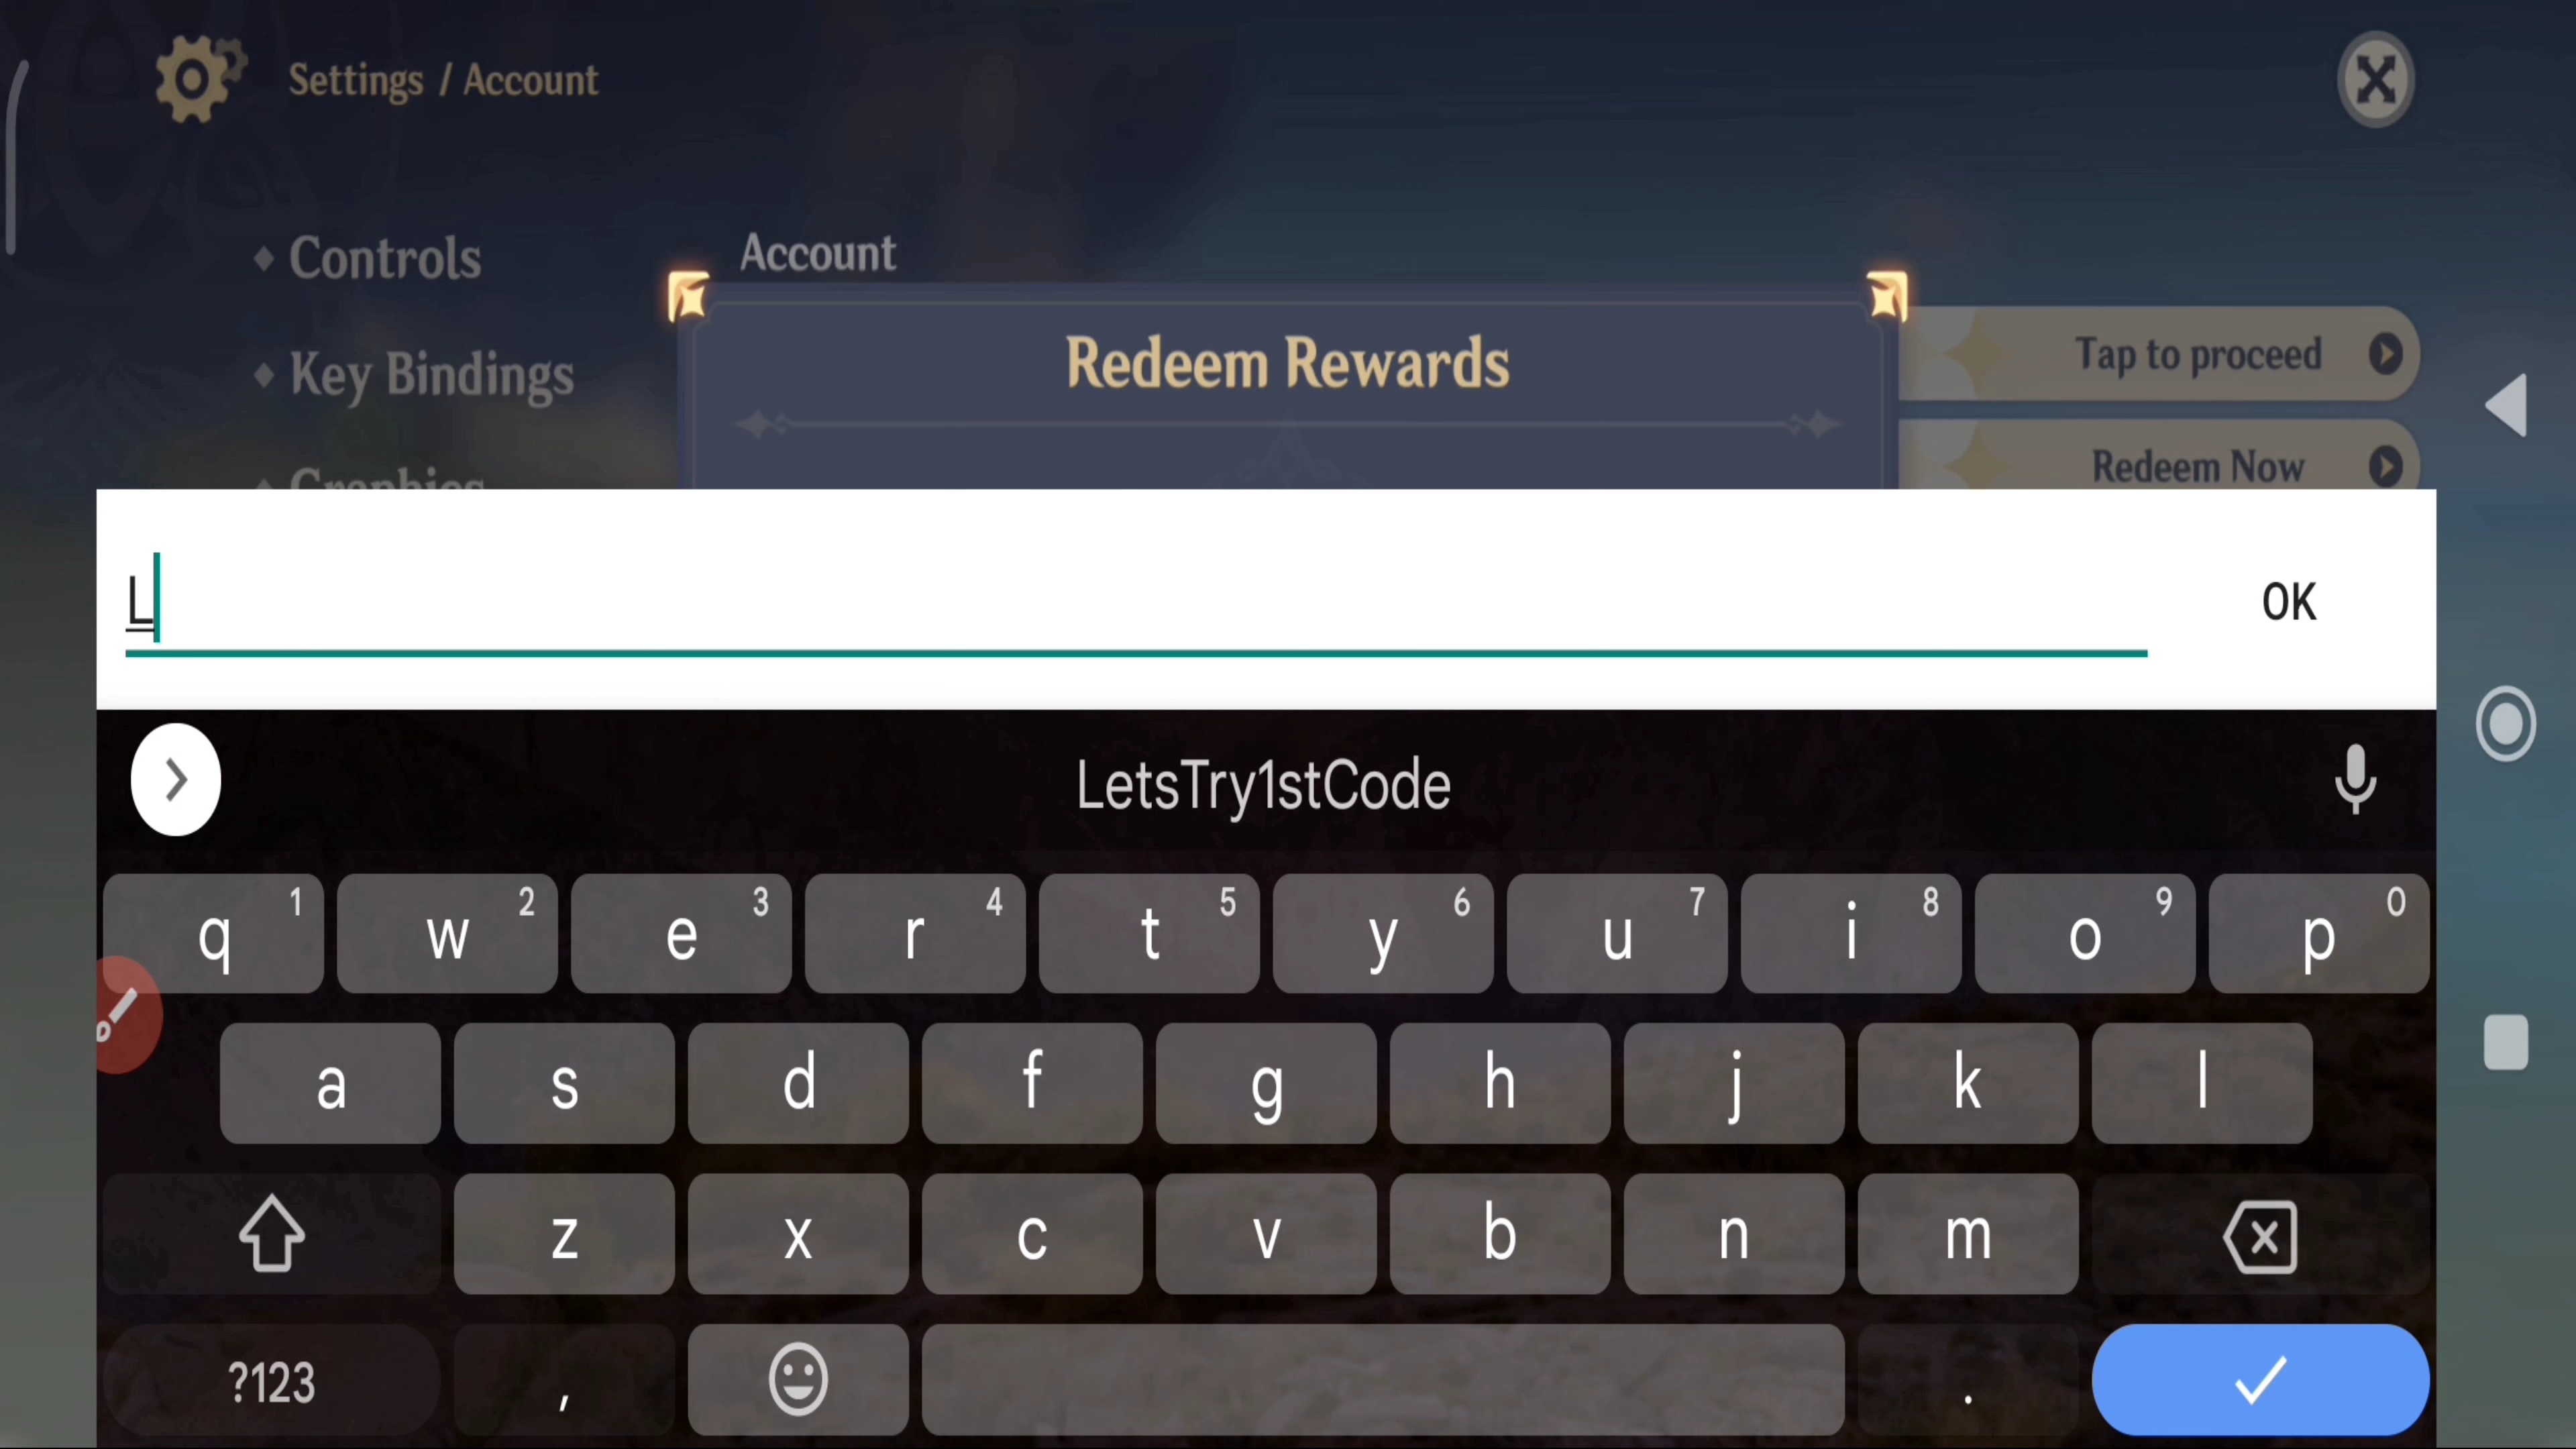 Settings / Account
Controls
Account
Key Bindings
Redeem Rewards
Tap to proceed
Graphics
Redeem Now
L
OK
LetsTry1stCode
q 1 w 2 e 3 r 4 t 5 y 6 u 7 i 8 o 9 p 0
a s d f g h j k l
z x c v b n m
?123 , .